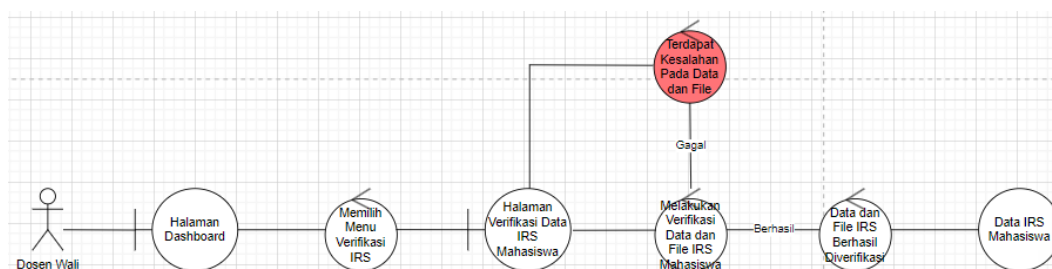 Terdapat
Kesalahan
Pada Data
dan File
Gagal
Dosen Wali
Halaman
Dashboard
Memilih
Menu
Verifikasi
IRS
Halaman
Verifikasi Data
IRS
Mahasiswa
Melakukan
Verifikasi
Data dan
File IRS
Mahasiswa
Berhasil
Data dan
File IRS
Berhasil
Diverifikasi
Data IRS
Mahasiswa